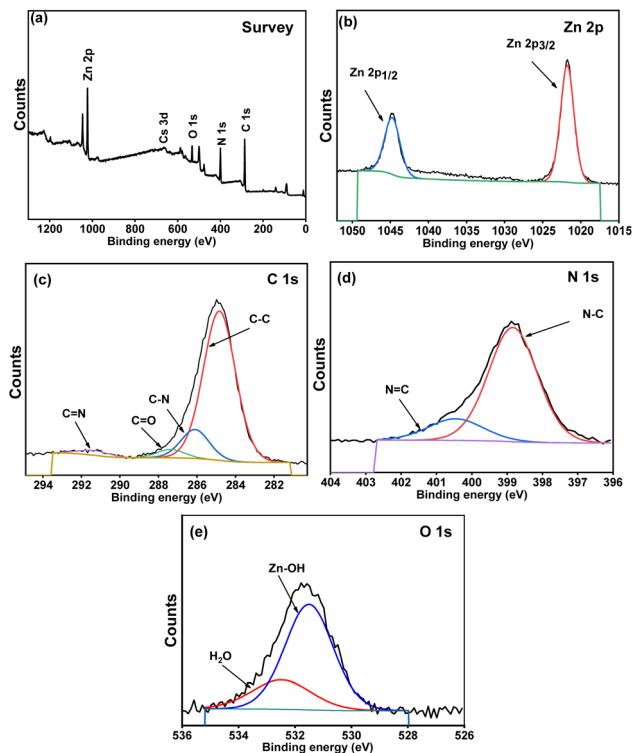 (a)
Survey
Counts
Zn 2p
Cs 3d
O 1s
N 1s
C 1s
1200 1000 800 600 400 200 0
Binding energy (eV)
(b)
Zn 2p
Counts
Zn 2p1/2
Zn 2p3/2
1050 1045 1040 1035 1030 1025 1020 1015
Binding energy (eV)
(c)
C 1s
Counts
C-C
C-N
C=O
C=N
294 292 290 288 286 284 282
Binding energy (eV)
(d)
N 1s
Counts
N-C
N=C
404 403 402 401 400 399 398 397 396
Binding energy (eV)
(e)
O 1s
Counts
Zn-OH
H2O
536 534 532 530 528 526
Binding energy (eV)